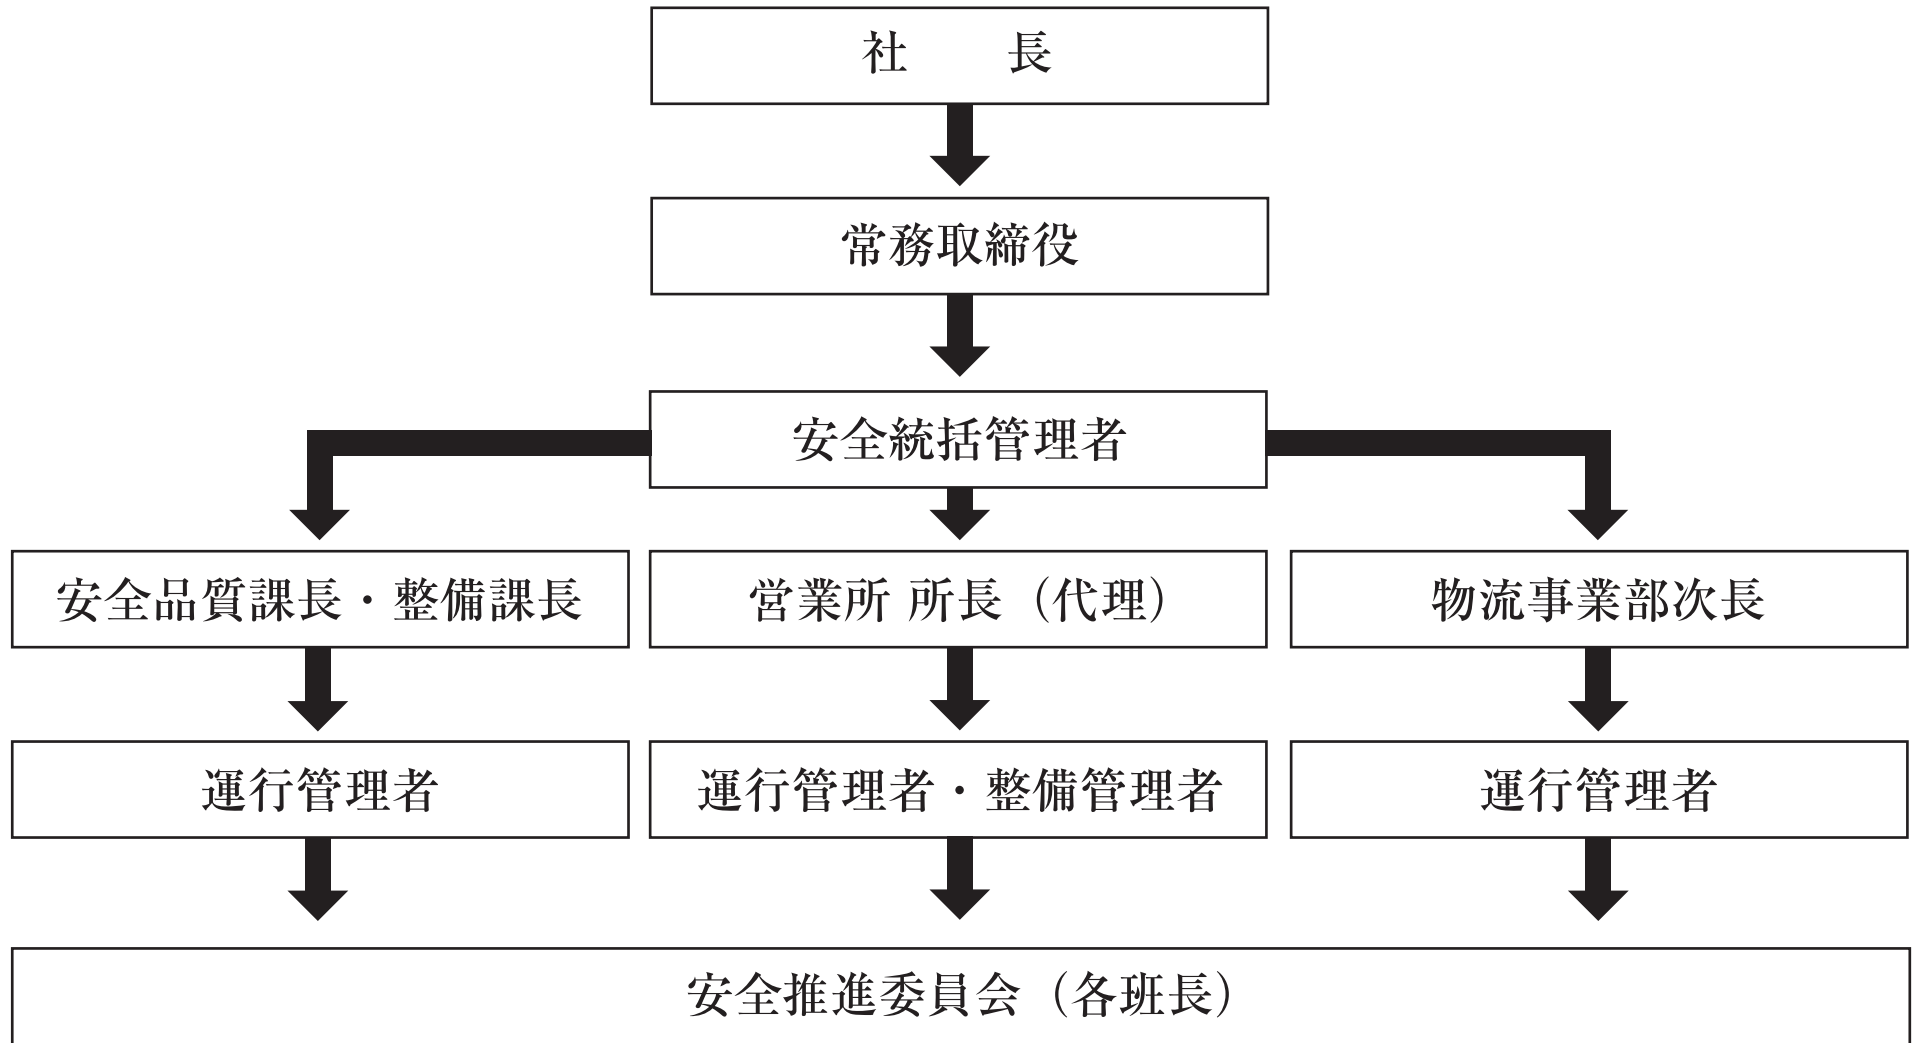 社　　長
常務取締役
安全統括管理者
安全品質課長・整備課長
営業所 所長（代理）
物流事業部次長
運行管理者
運行管理者・整備管理者
運行管理者
安全推進委員会（各班長）